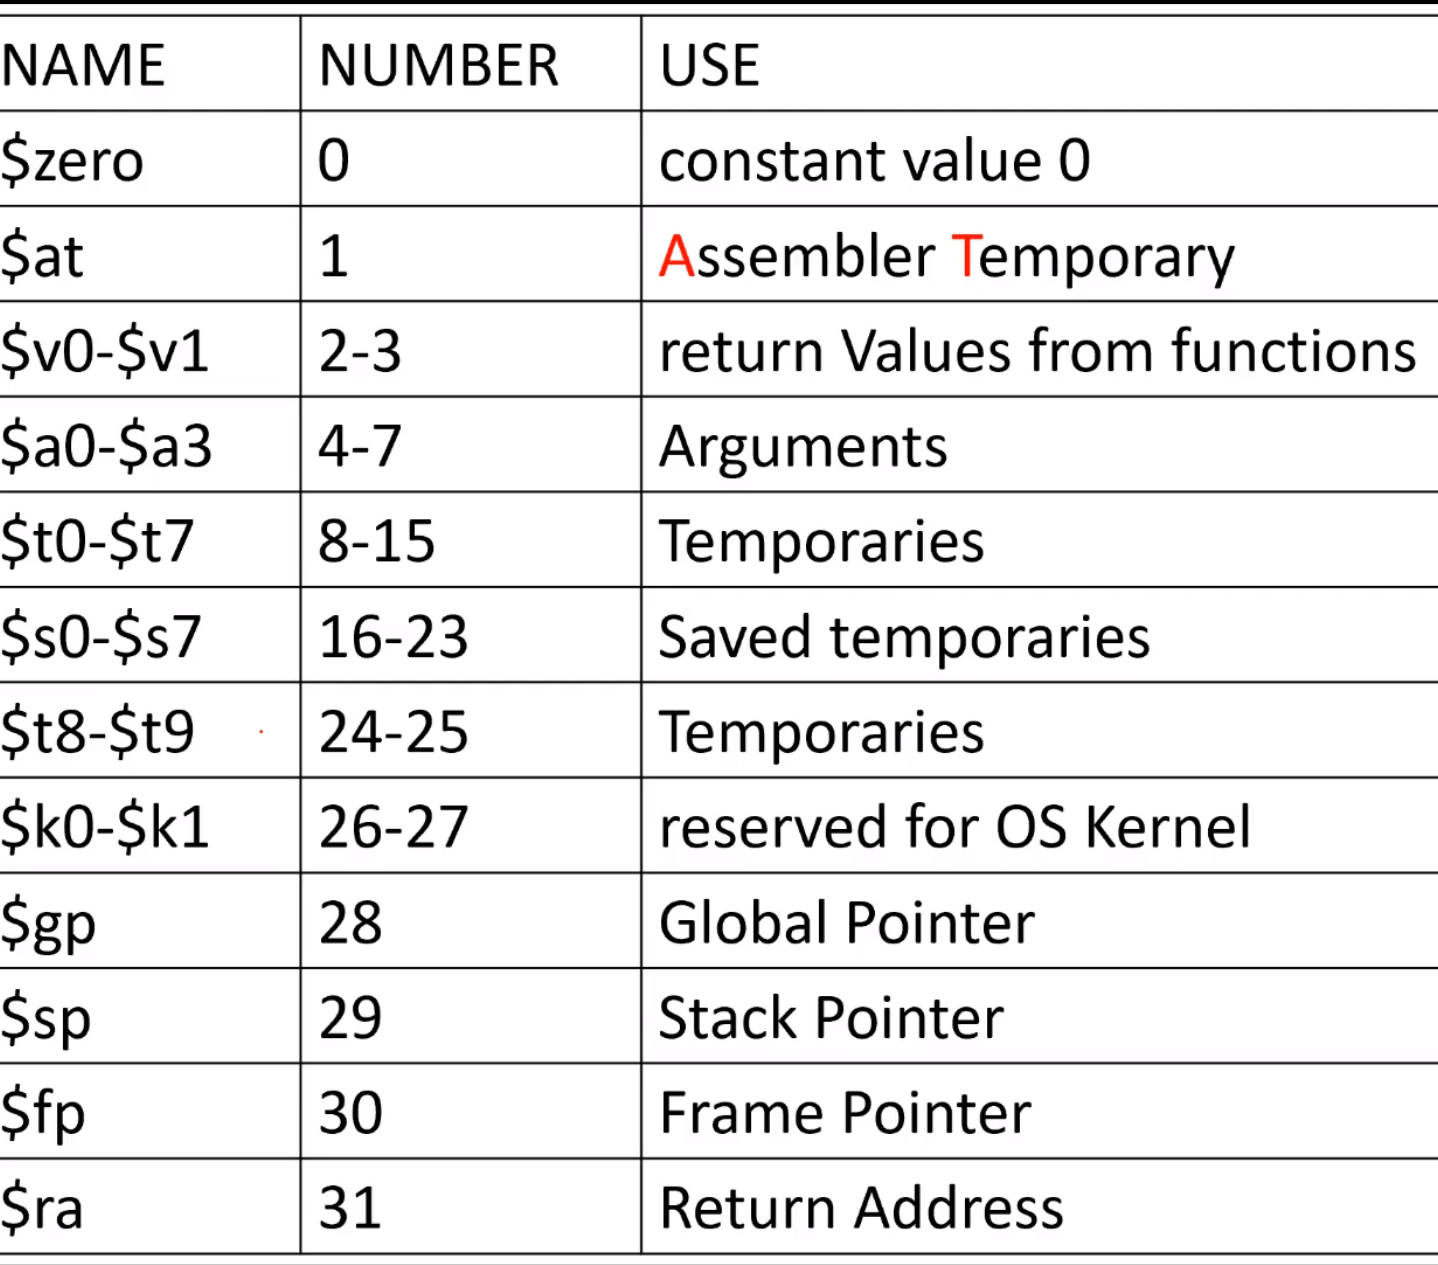 NAME NUMBER USE
$zero 0 constant value 0
$at 1 Assembler Temporary
$v0-$v1 2-3 return Values from functions
$a0-$a3 4-7 Arguments
$t0-$t7 8-15 Temporaries
$s0-$s7 16-23 Saved temporaries
$t8-$t9 24-25 Temporaries
$k0-$k1 26-27 reserved for OS Kernel
$gp 28 Global Pointer
$sp 29 Stack Pointer
$fp 30 Frame Pointer
$ra 31 Return Address